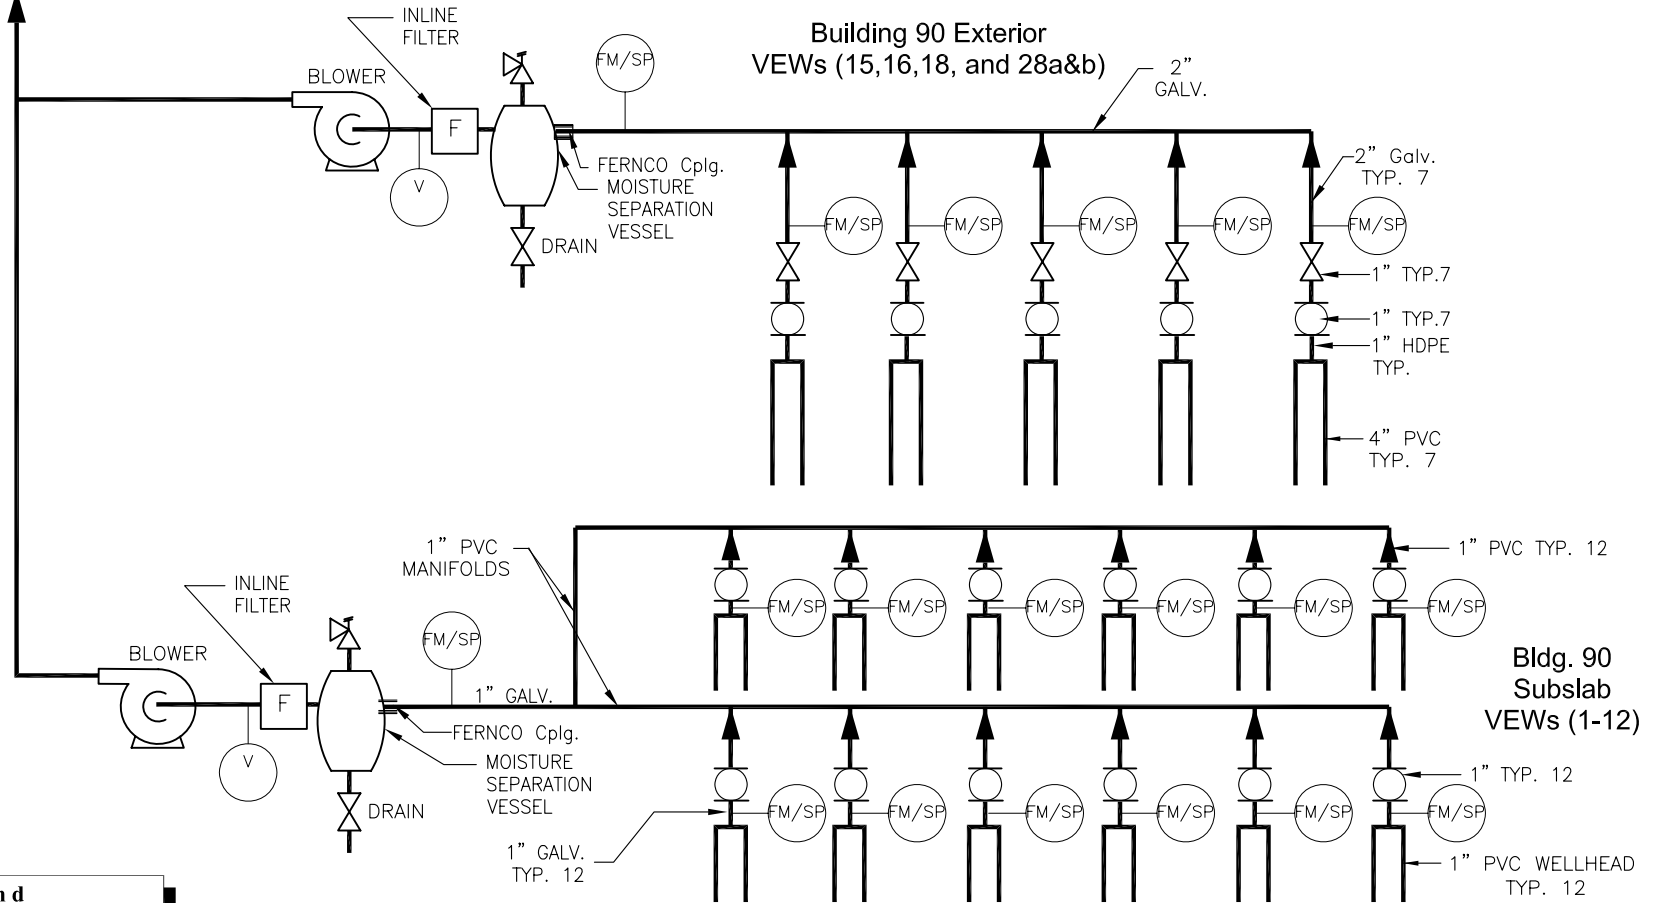 INLINE
FILTER
BLOWER
F
V
FM/SP
Building 90 Exterior
VEWs (15,16,18, and 28a&b)
2"
GALV.
FERNCO Cplg.
MOISTURE
SEPARATION
VESSEL
DRAIN
2" Galv.
TYP. 7
FM/SP
FM/SP
FM/SP
FM/SP
FM/SP
1" TYP.7
1" TYP.7
1" HDPE
TYP.
4" PVC
TYP. 7
1" PVC
MANIFOLDS
1" PVC TYP. 12
FM/SP
FM/SP
FM/SP
FM/SP
FM/SP
FM/SP
INLINE
FILTER
BLOWER
F
V
FM/SP
1" GALV.
FERNCO Cplg.
MOISTURE
SEPARATION
VESSEL
DRAIN
Bldg. 90
Subslab
VEWs (1-12)
1" TYP. 12
FM/SP
FM/SP
FM/SP
FM/SP
FM/SP
FM/SP
1" GALV.
TYP. 12
1" PVC WELLHEAD
TYP. 12